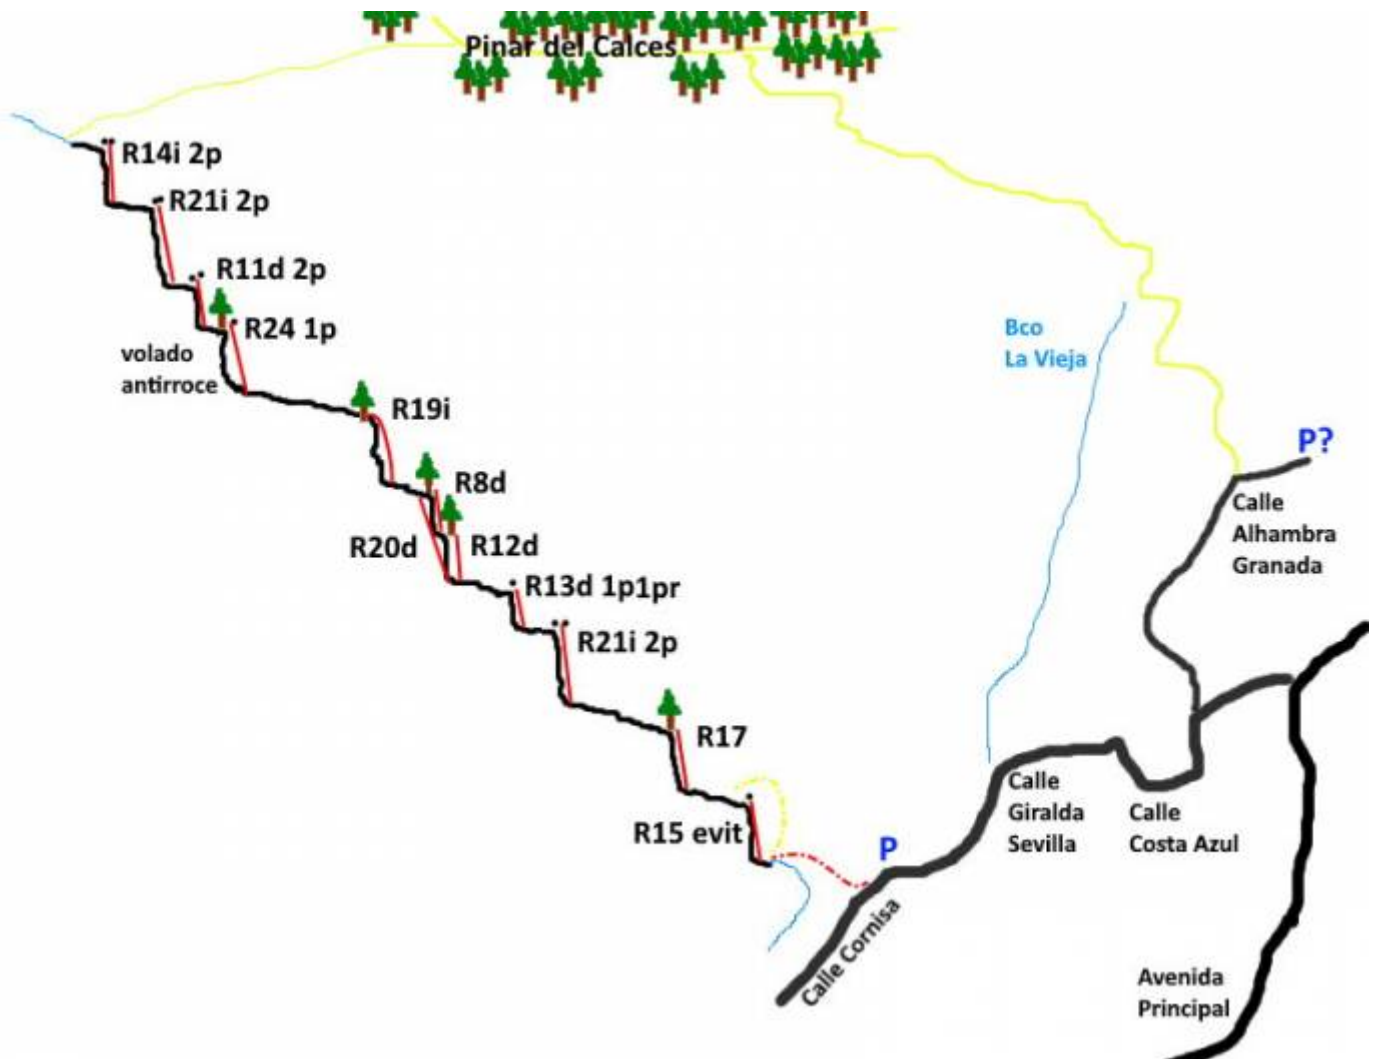 Pinar del Calces
R14i 2p
R21i 2p
R11d 2p
R24 1p
volado
antirroce
R19i
R8d
R20d
R12d
R13d 1p1pr
R21i 2p
R17
R15 evit
Bco
La Vieja
P?
Calle
Alhambra
Granada
P
Calle
Giralda
Sevilla
Calle
Costa Azul
Calle Cornisa
Avenida
Principal